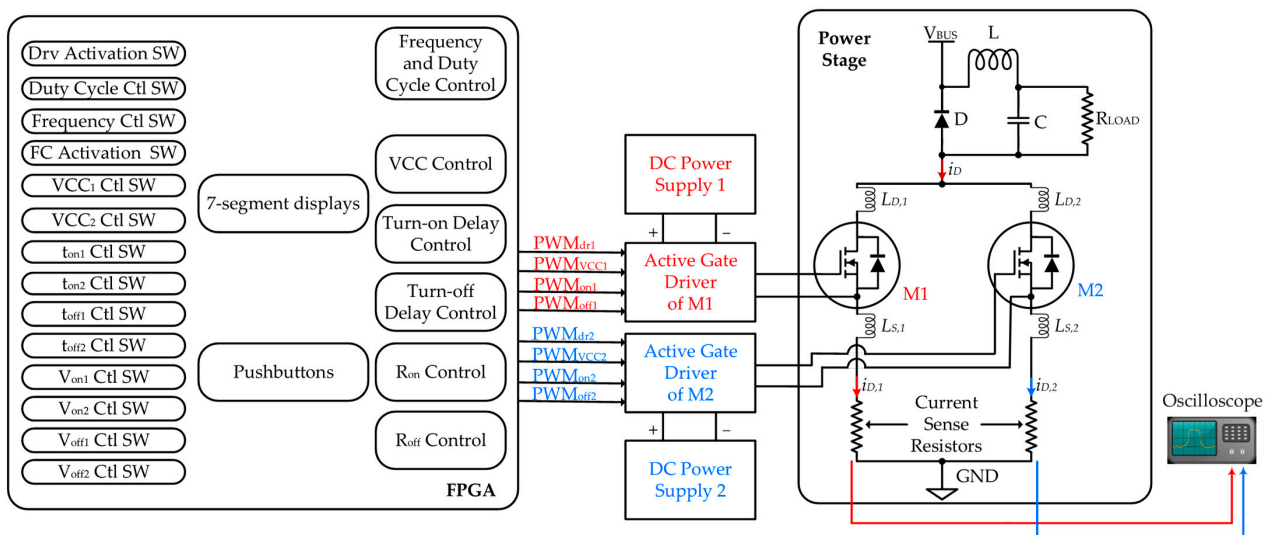 Drv Activation SW
Duty Cycle Ctl SW
Frequency Ctl SW
FC Activation SW
VCC1 Ctl SW
VCC2 Ctl SW
ton1 Ctl SW
ton2 Ctl SW
toff1 Ctl SW
toff2 Ctl SW
Von1 Ctl SW
Von2 Ctl SW
Voff1 Ctl SW
Voff2 Ctl SW
7-segment displays
Pushbuttons
Frequency
and Duty
Cycle Control
VCC Control
Turn-on Delay
Control
Turn-off
Delay Control
Ron Control
Roff Control
FPGA
PWMdr1
PWMVCC1
PWMon1
PWMoff1
PWMdr2
PWMVCC2
PWMon2
PWMoff2
DC Power
Supply 1
+ −
Active Gate
Driver
of M1
Active Gate
Driver
of M2
+ −
DC Power
Supply 2
Power
Stage
VBUS
L
D
C
RLOAD
iD
LD,1
LD,2
M1
M2
LS,1
LS,2
iD,1
iD,2
Current
Sense
Resistors
GND
Oscilloscope